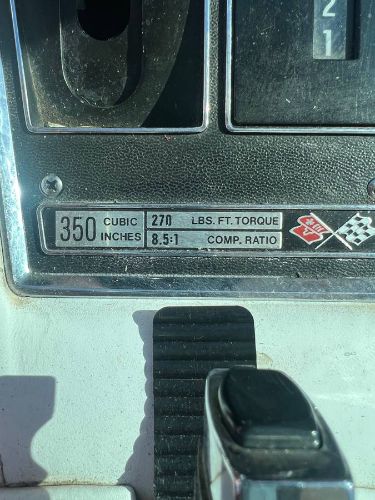 2
1
350 CUBIC INCHES
270 LBS. FT. TORQUE
8.5:1 COMP. RATIO